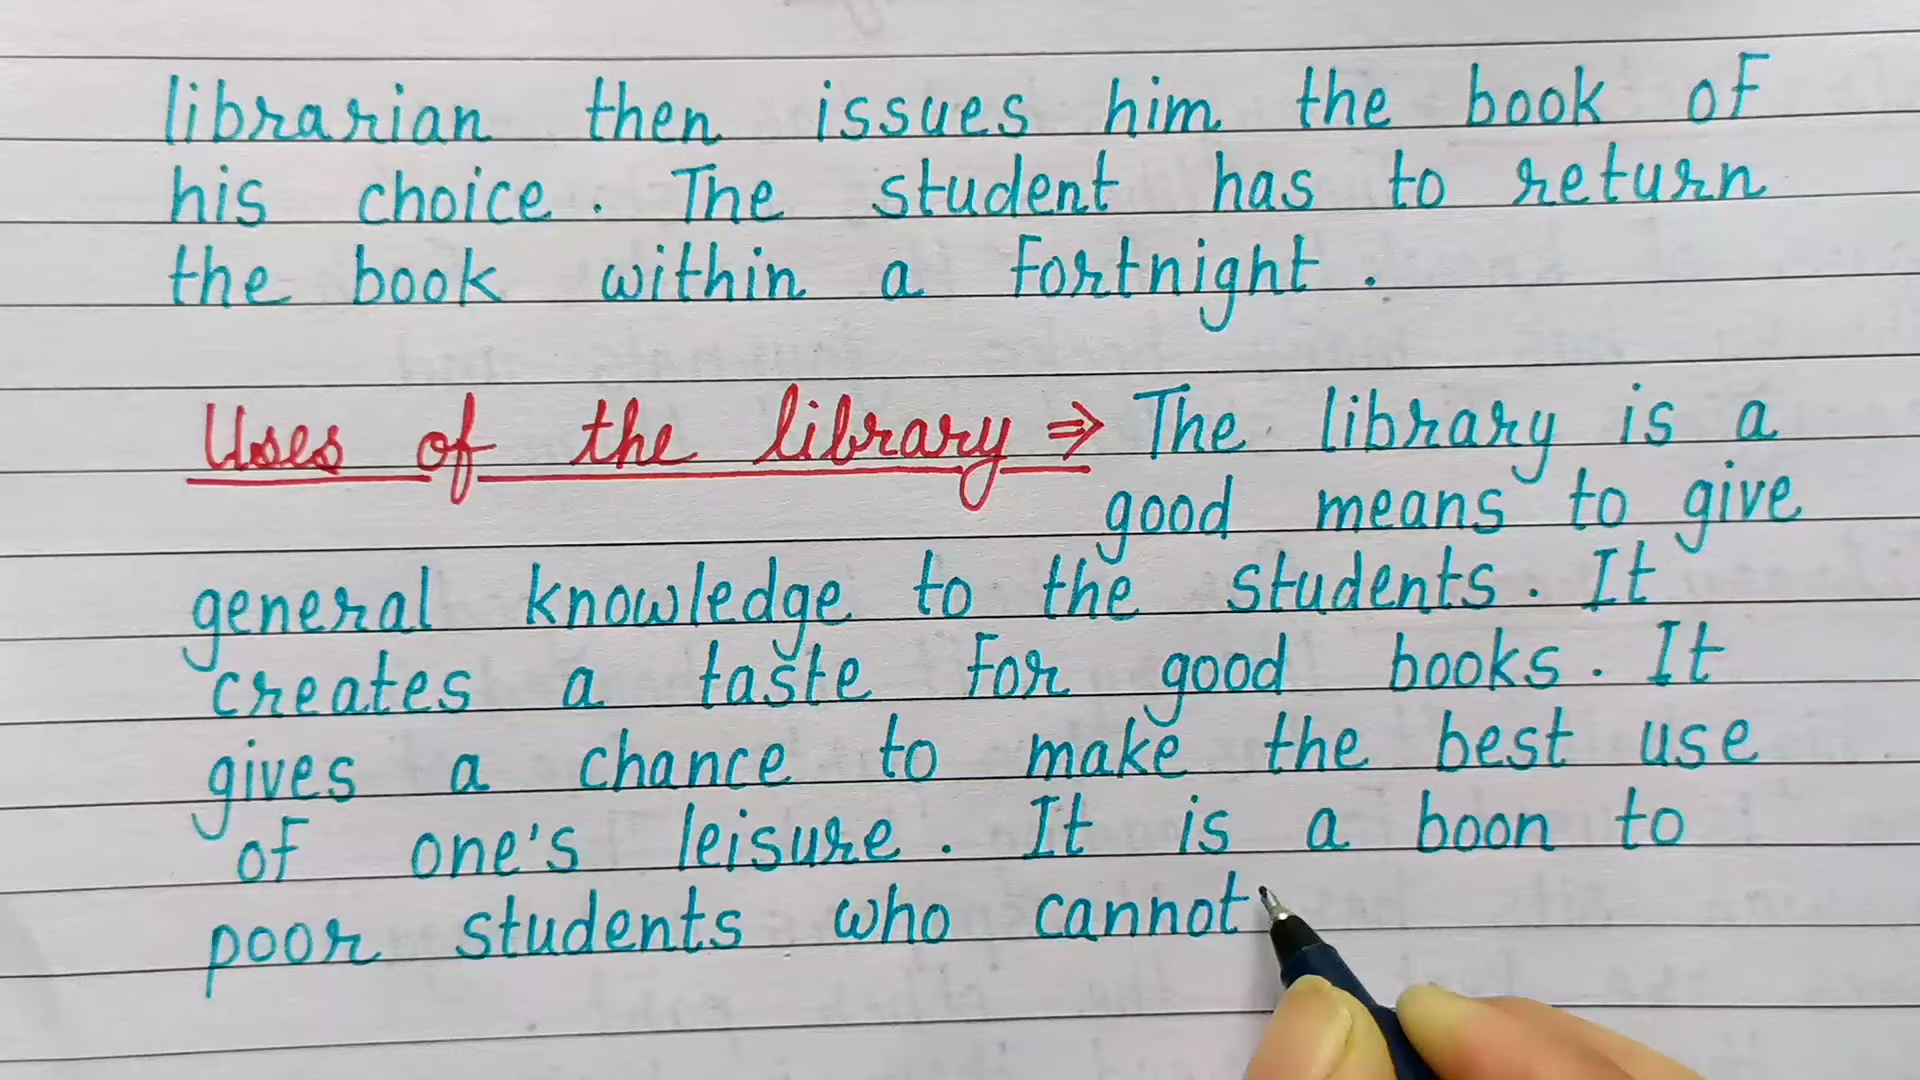 librarian then issues him the book of
his choice. The student has to return
the book within a fortnight.
Uses of the library ⇒ The library is a
good means to give
general knowledge to the students. It
creates a taste for good books. It
gives a chance to make the best use
of one's leisure. It is a boon to
poor students who cannot